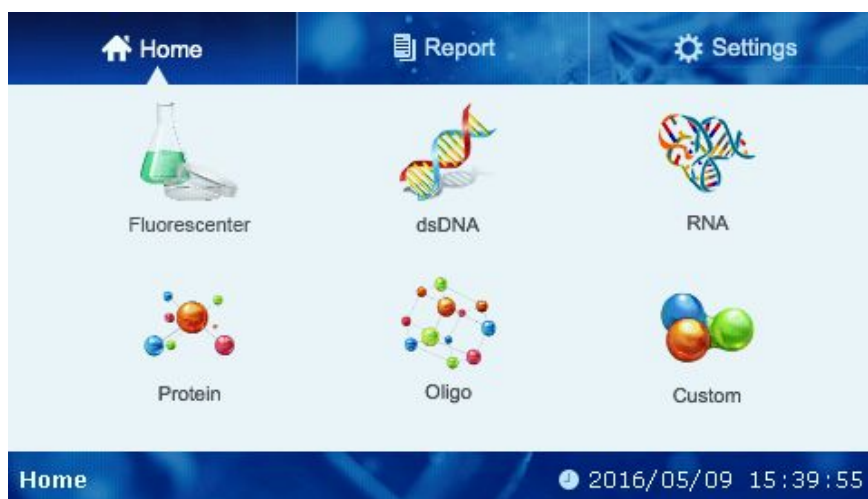 Home Report Settings
Fluorescenter dsDNA RNA
Protein Oligo Custom
Home 2016/05/09 15:39:55